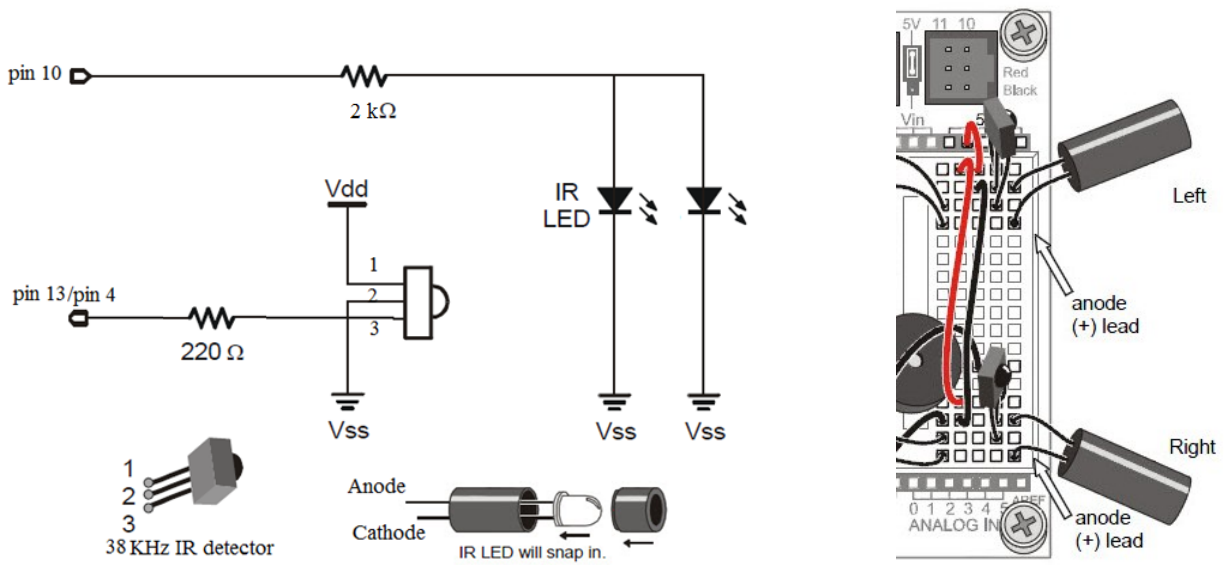 pin 10
2 kΩ
Vdd
IR
LED
1
2
3
pin 13/pin 4
220 Ω
Vss
Vss
Vss
1
2
3
38 KHz IR detector
Anode
Cathode
IR LED will snap in.
5V 11 10
Red
Black
Vin
5
Left
anode
(+) lead
Right
0 1 2 3 4 5 AREF
ANALOG IN
anode
(+) lead